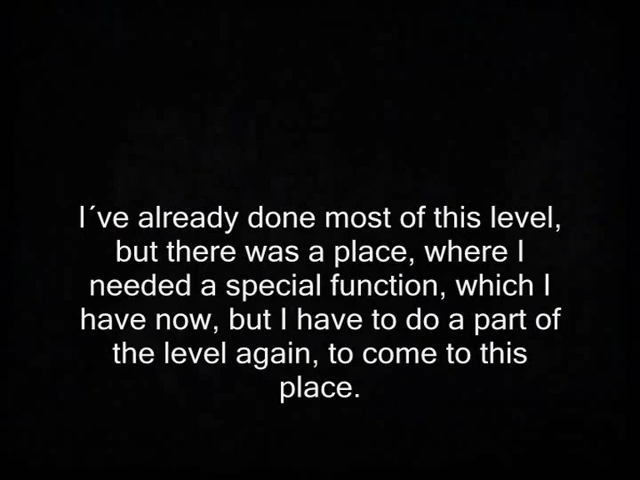 I´ve already done most of this level,
but there was a place, where I
needed a special function, which I
have now, but I have to do a part of
the level again, to come to this
place.